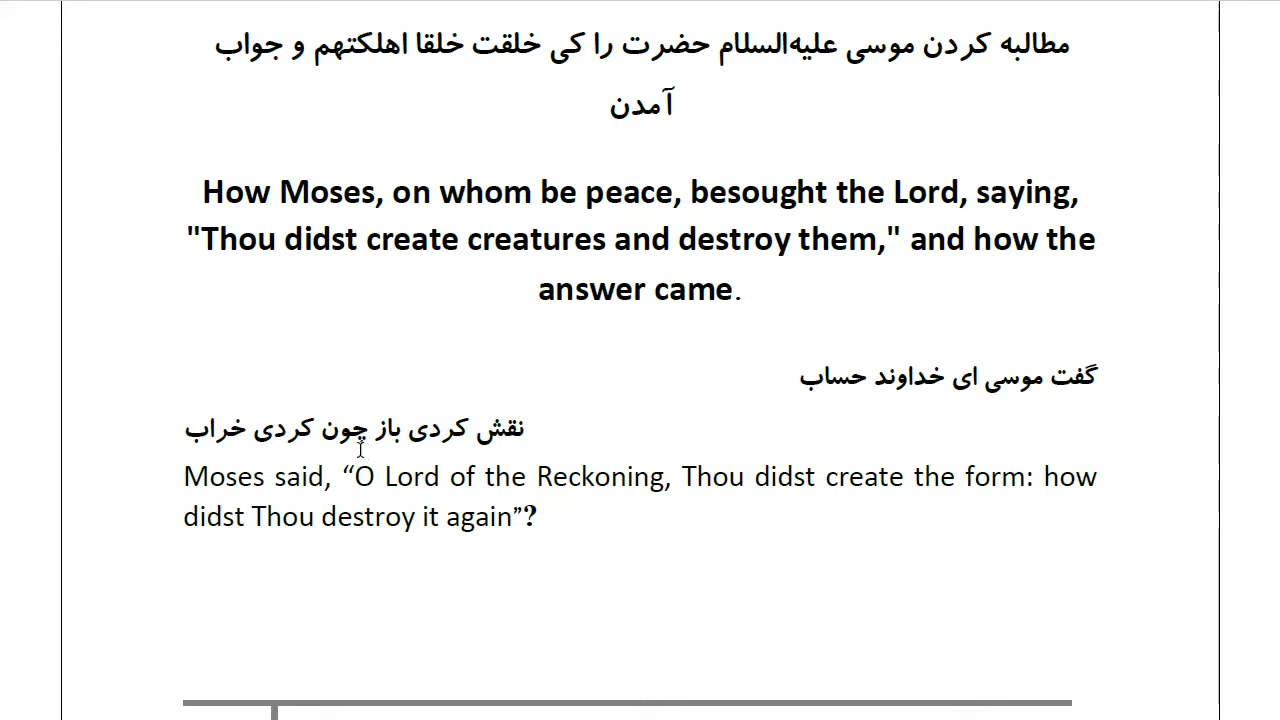 مطالبه کردن موسی علیه‌السلام حضرت را کی خلقت خلقا اهلکتهم و جواب
آمدن
How Moses, on whom be peace, besought the Lord, saying,
"Thou didst create creatures and destroy them," and how the
answer came.
گفت موسی ای خداوند حساب
نقش کردی باز چون کردی خراب
Moses said, “O Lord of the Reckoning, Thou didst create the form: how
didst Thou destroy it again”?